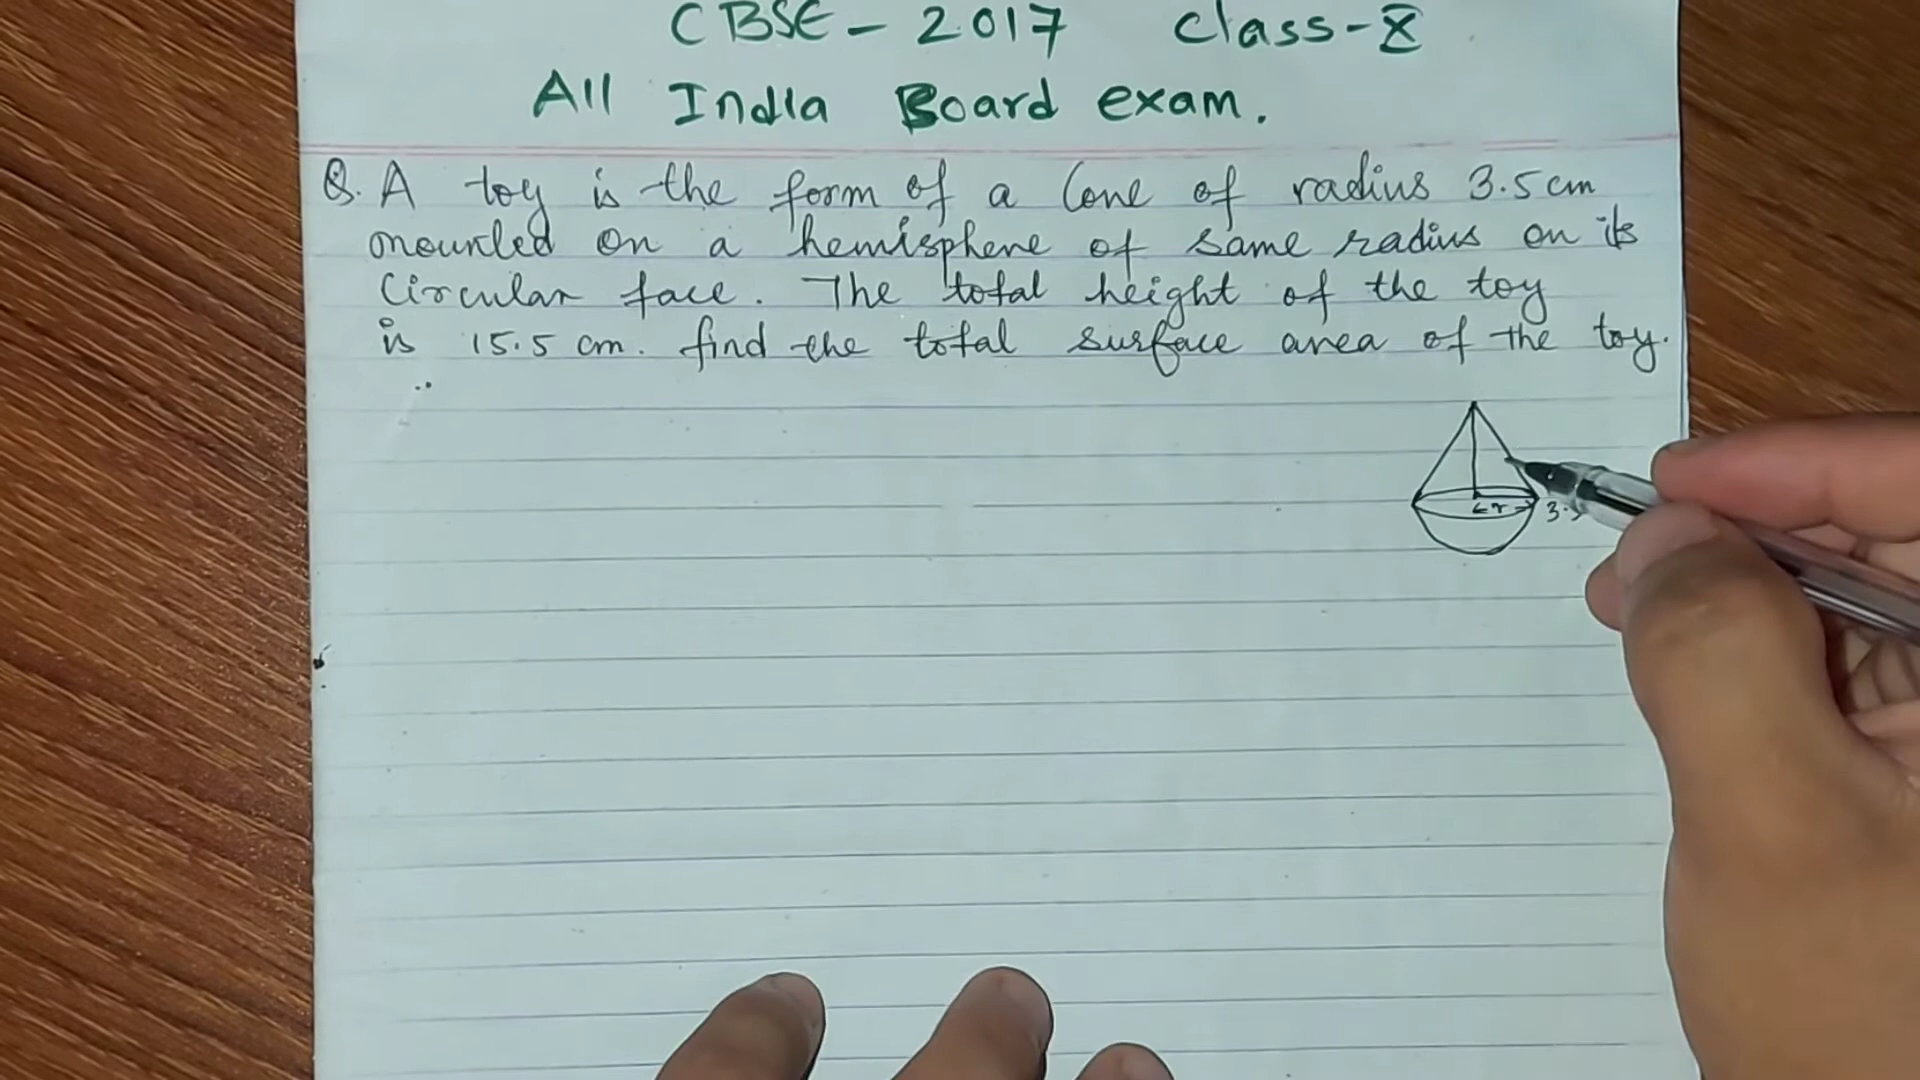 CBSE - 2017 Class-X
All India Board exam.
Q. A toy is the form of a Cone of radius 3.5 cm
mounted on a hemisphere of same radius on its
Circular face. The total height of the toy
is 15.5 cm. find the total surface area of the toy.
r